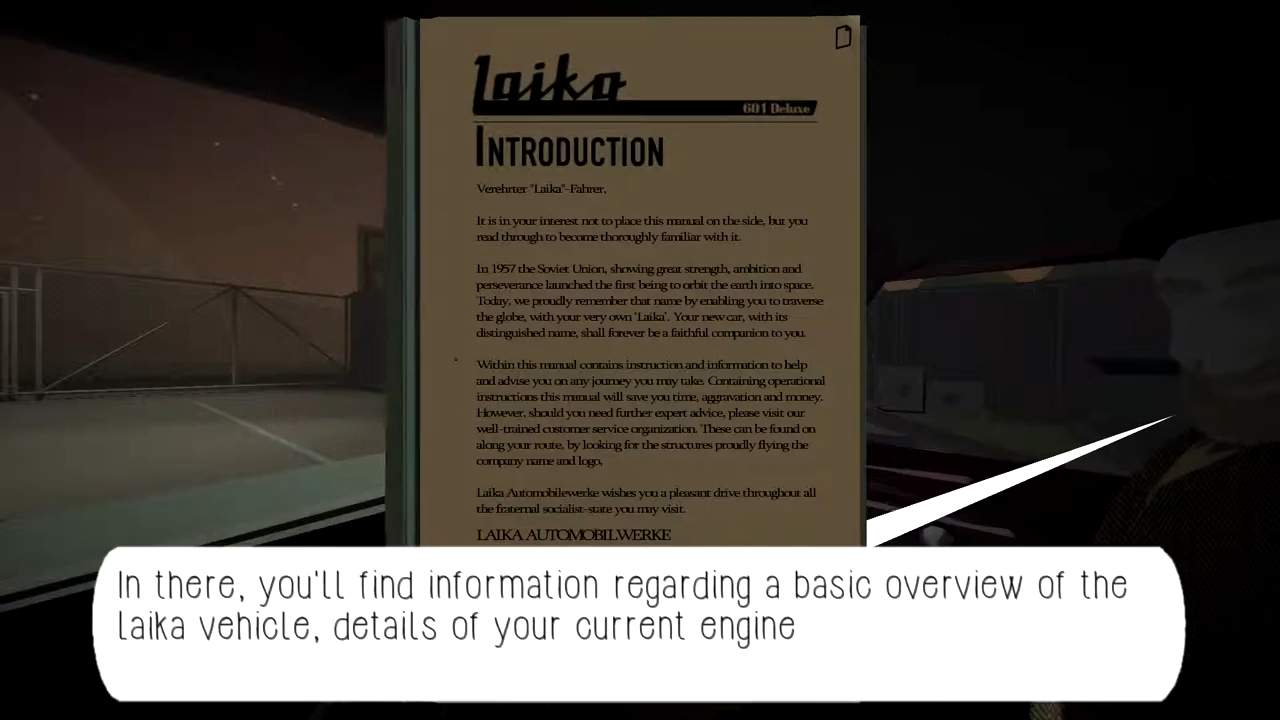 Laika
601 Deluxe
INTRODUCTION
Verehrter "Laika"-Fahrer,
It is in your interest not to place this manual on the side, but you
read through to become thoroughly familiar with it.
In 1957 the Soviet Union, showing great strength, ambition and
perseverance launched the first being to orbit the earth into space.
Today, we proudly remember that name by enabling you to traverse
the globe, with your very own 'Laika'. Your new car, with its
distinguished name, shall forever be a faithful companion to you.
Within this manual contains instruction and information to help
and advise you on any journey you may take. Containing operational
instructions this manual will save you time, aggravation and money.
However, should you need further expert advice, please visit our
well-trained customer service organization. These can be found on
along your route, by looking for the structures proudly flying the
company name and logo,
Laika Automobilewerke wishes you a pleasant drive throughout all
the fraternal socialist-state you may visit.
LAIKA AUTOMOBILWERKE
In there, you'll find information regarding a basic overview of the
Laika vehicle, details of your current engine